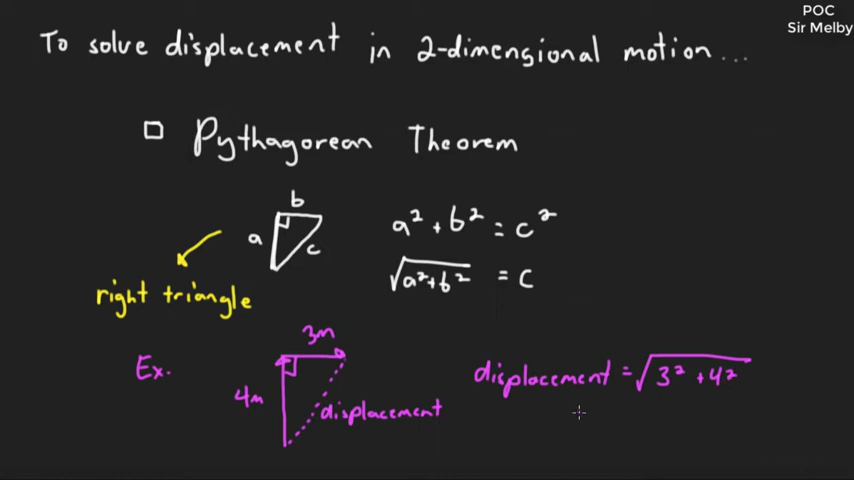 POC
Sir Melby
To solve displacement in 2-dimensional motion...
□ Pythagorean Theorem
b
a
c
a² + b² = c²
√a²+b² = c
right triangle
3m
Ex.
4m
displacement
displacement = √3² + 4²